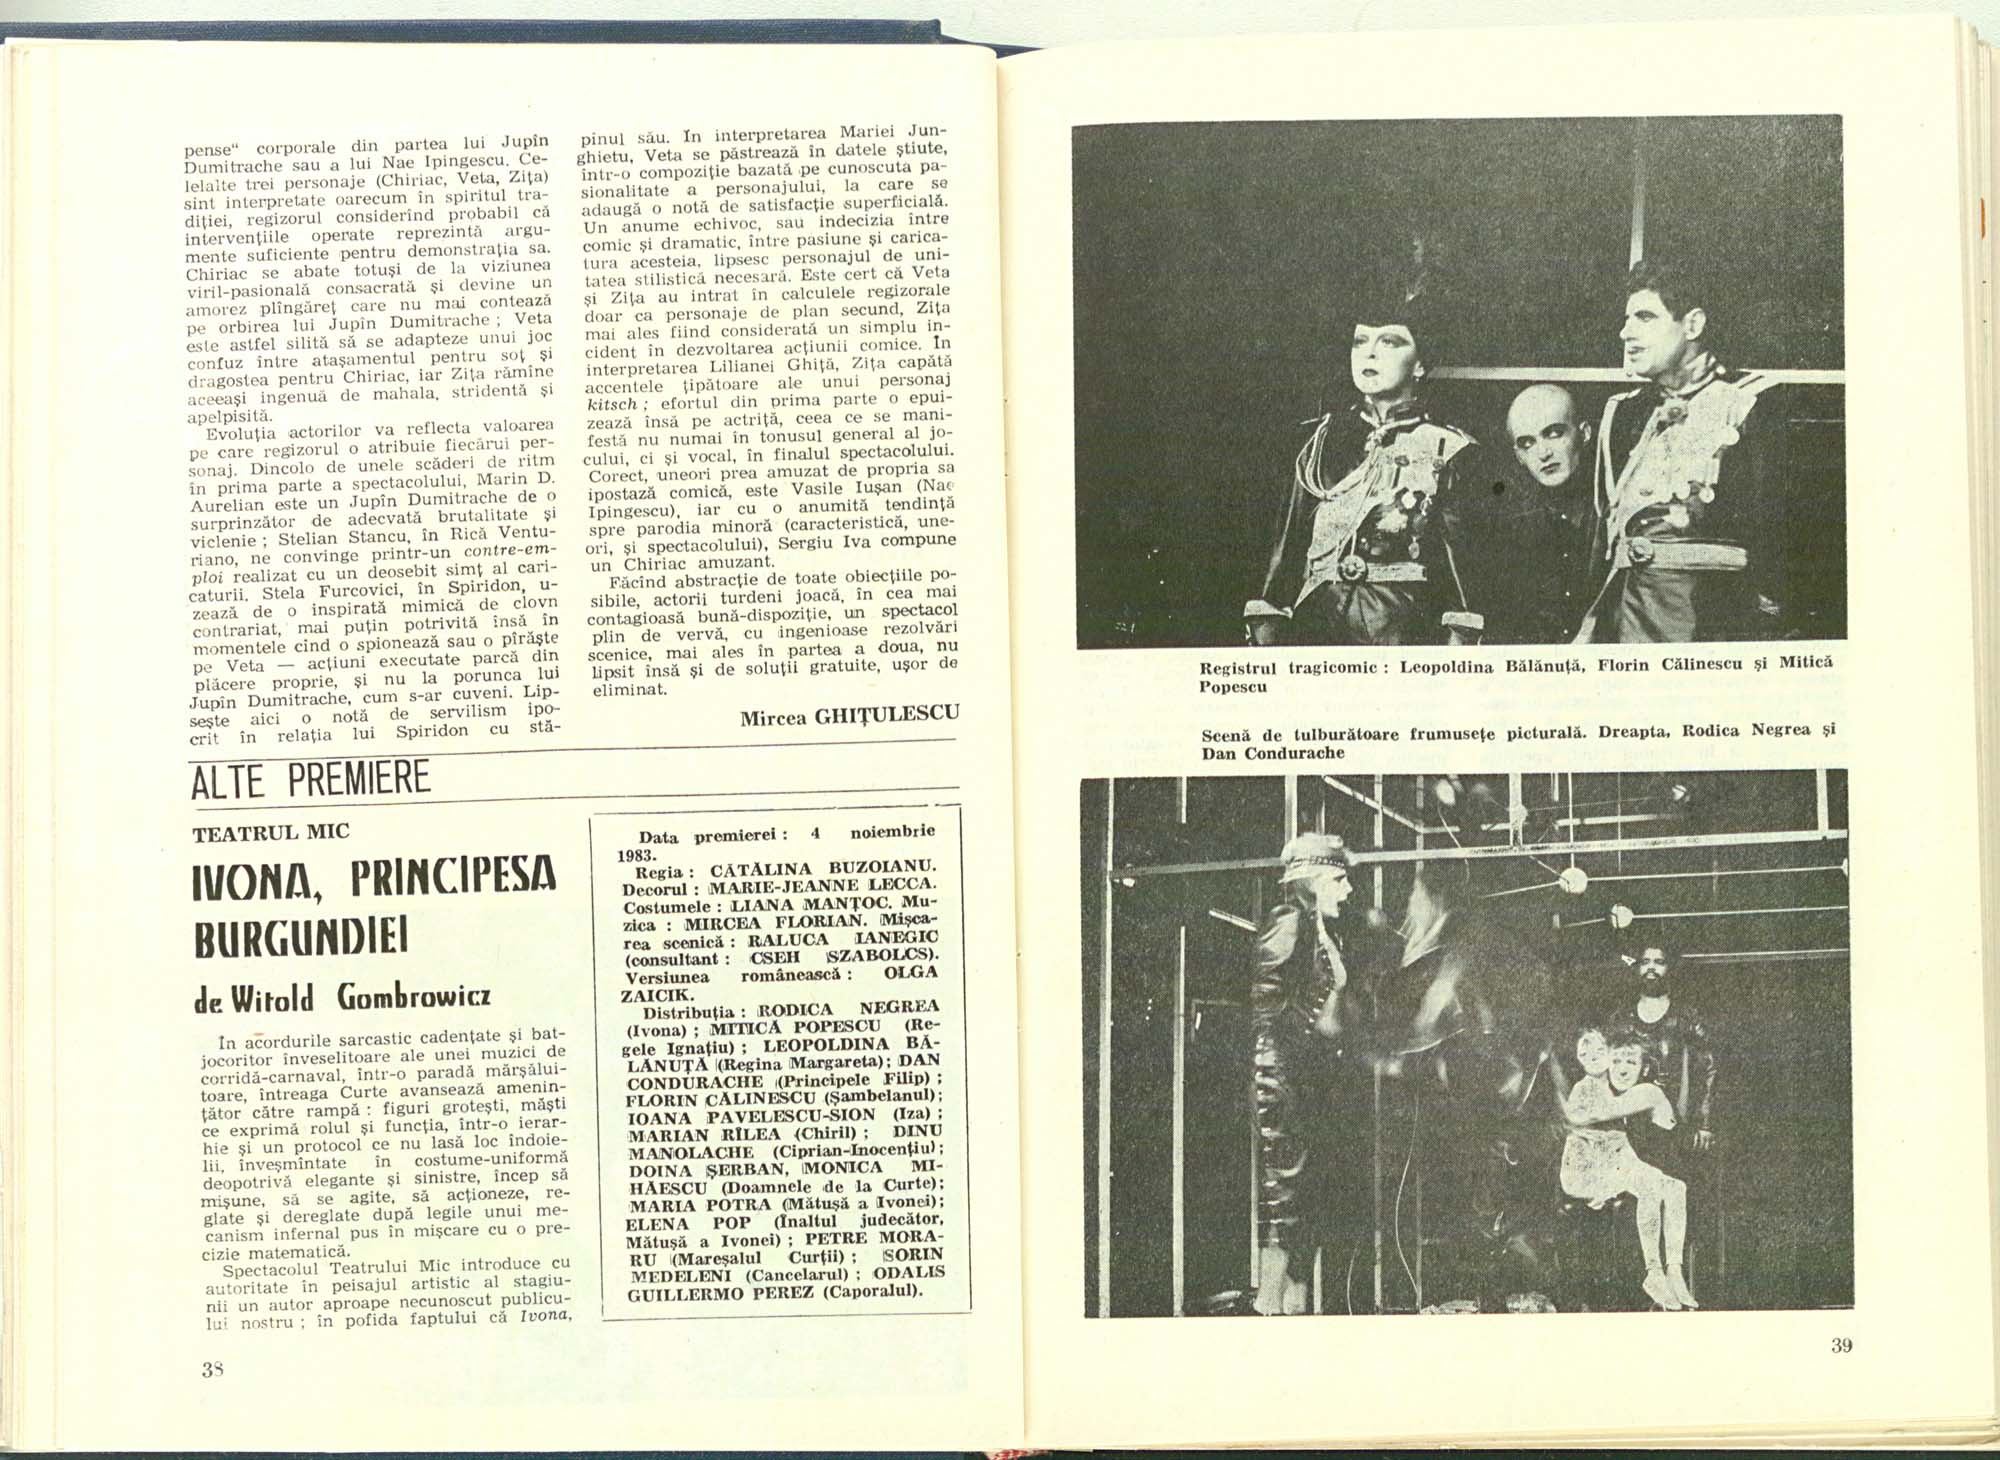 pense" corporale din partea lui Jupîn
Dumitrache sau a lui Nae Ipingescu. Ce-
lelalte trei personaje (Chiriac, Veta, Zița)
sint interpretate oarecum în spiritul tra-
diției, regizorul considerînd probabil că
intervențiile operate reprezintă argu-
mente suficiente pentru demonstrația sa.
Chiriac se abate totuși de la viziunea
viril-pasională consacrată și devine un
amorez plîngăreț care nu mai contează
pe orbirea lui Jupîn Dumitrache ; Veta
este astfel silită să se adapteze unui joc
confuz între atașamentul pentru soț și
dragostea pentru Chiriac, iar Zița rămîne
aceeași ingenuă de mahala, stridentă și
apelpisită.
Evoluția actorilor va reflecta valoarea
pe care regizorul o atribuie fiecărui per-
sonaj. Dincolo de unele scăderi de ritm
în prima parte a spectacolului, Marin D.
Aurelian este un Jupîn Dumitrache de o
surprinzător de adecvată brutalitate și
viclenie ; Stelian Stancu, în Rică Ventu-
riano, ne convinge printr-un contre-em-
ploi realizat cu un deosebit simț al cari-
caturii. Stela Furcovici, în Spiridon, u-
zează de o inspirată mimică de clovn
contrariat, mai puțin potrivită însă în
momentele cînd o spionează sau o pîrăște
pe Veta — acțiuni executate parcă din
plăcere proprie, și nu la porunca lui
Jupîn Dumitrache, cum s-ar cuveni. Lip-
sește aici o notă de servilism ipo-
crit în relația lui Spiridon cu stă-
pînul său. In interpretarea Mariei Jun-
ghietu, Veta se păstrează în datele știute,
într-o compoziție bazată pe cunoscuta pa-
sionalitate a personajului, la care se
adaugă o notă de satisfacție superficială.
Un anume echivoc, sau indecizia între
comic și dramatic, între pasiune și carica-
tura acesteia, lipsesc personajul de uni-
tatea stilistică necesară. Este cert că Veta
și Zița au intrat în calculele regizorale
doar ca personaje de plan secund, Zița
mai ales fiind considerată un simplu in-
cident în dezvoltarea acțiunii comice. În
interpretarea Lilianei Ghiță, Zița capătă
accentele țipătoare ale unui personaj
kitsch ; efortul din prima parte o epui-
zează însă pe actriță, ceea ce se mani-
festă nu numai în tonusul general al jo-
cului, ci și vocal, în finalul spectacolului.
Corect, uneori prea amuzat de propria sa
ipostază comică, este Vasile Iușan (Nae
Ipingescu), iar cu o anumită tendință
spre parodia minoră (caracteristică, une-
ori, și spectacolului), Sergiu Iva compune
un Chiriac amuzant.
Făcînd abstracție de toate obiecțiile po-
sibile, actorii turdeni joacă, în cea mai
contagioasă bună-dispoziție, un spectacol
plin de vervă, cu ingenioase rezolvări
scenice, mai ales în partea a doua, nu
lipsit însă și de soluții gratuite, ușor de
eliminat.
Mircea GHIȚULESCU
ALTE PREMIERE
TEATRUL MIC
IVONA, PRINCIPESA
BURGUNDIEI
de Witold Gombrowicz
În acordurile sarcastic cadențate și bat-
jocoritor înveselitoare ale unei muzici de
corridă-carnaval, într-o paradă mărșălui-
toare, întreaga Curte avansează amenin-
țător către rampă : figuri grotești, măști
ce exprimă rolul și funcția, într-o ierar-
hie și un protocol ce nu lasă loc îndoie-
lii, înveșmîntate în costume-uniformă
deopotrivă elegante și sinistre, încep să
mișune, să se agite, să acționeze, re-
glate și dereglate după legile unui me-
canism infernal pus în mișcare cu o pre-
cizie matematică.
Spectacolul Teatrului Mic introduce cu
autoritate în peisajul artistic al stagiu-
nii un autor aproape necunoscut publicu-
lui nostru ; în pofida faptului că Ivona,
Data premierei : 4 noiembrie
1983.
Regia : CĂTĂLINA BUZOIANU.
Decorul : MARIE-JEANNE LECCA.
Costumele : LIANA MANȚOC. Mu-
zica : MIRCEA FLORIAN. Mișca-
rea scenică : RALUCA IANEGIC
(consultant : CSEH SZABOLCS).
Versiunea românească : OLGA
ZAICIK.
Distribuția : RODICA NEGREA
(Ivona) ; MITICĂ POPESCU (Re-
gele Ignațiu) ; LEOPOLDINA BĂ-
LĂNUȚĂ (Regina Margareta) ; DAN
CONDURACHE (Principele Filip) ;
FLORIN CĂLINESCU (Șambelanul) ;
IOANA PAVELESCU-SION (Iza) ;
MARIAN RÎLEA (Chiril) ; DINU
MANOLACHE (Ciprian-Inocențiu) ;
DOINA ȘERBAN, MONICA MI-
HĂESCU (Doamnele de la Curte) ;
MARIA POTRA (Mătușă a Ivonei) ;
ELENA POP (Înaltul judecător,
Mătușă a Ivonei) ; PETRE MORA-
RU (Mareșalul Curții) ; SORIN
MEDELENI (Cancelarul) ; ODALIS
GUILLERMO PEREZ (Caporalul).
38
Registrul tragicomic : Leopoldina Bălănuță, Florin Călinescu și Mitică
Popescu
Scenă de tulburătoare frumusețe picturală. Dreapta, Rodica Negrea și
Dan Condurache
39